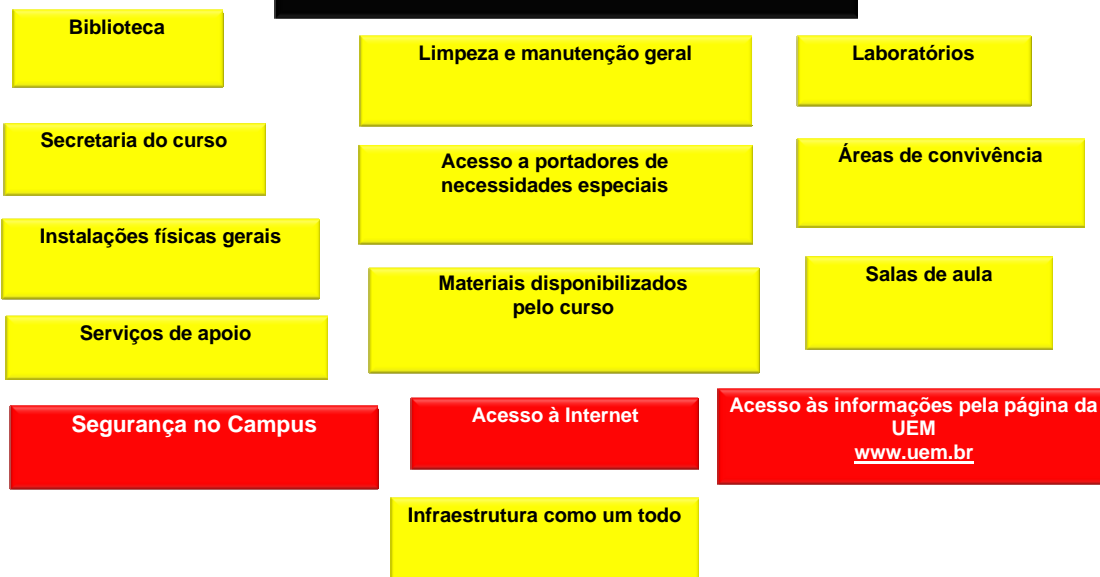 Biblioteca
Limpeza e manutenção geral
Laboratórios
Secretaria do curso
Acesso a portadores de
necessidades especiais
Áreas de convivência
Instalações físicas gerais
Materiais disponibilizados
pelo curso
Salas de aula
Serviços de apoio
Segurança no Campus
Acesso à Internet
Acesso às informações pela página da
UEM
www.uem.br
Infraestrutura como um todo